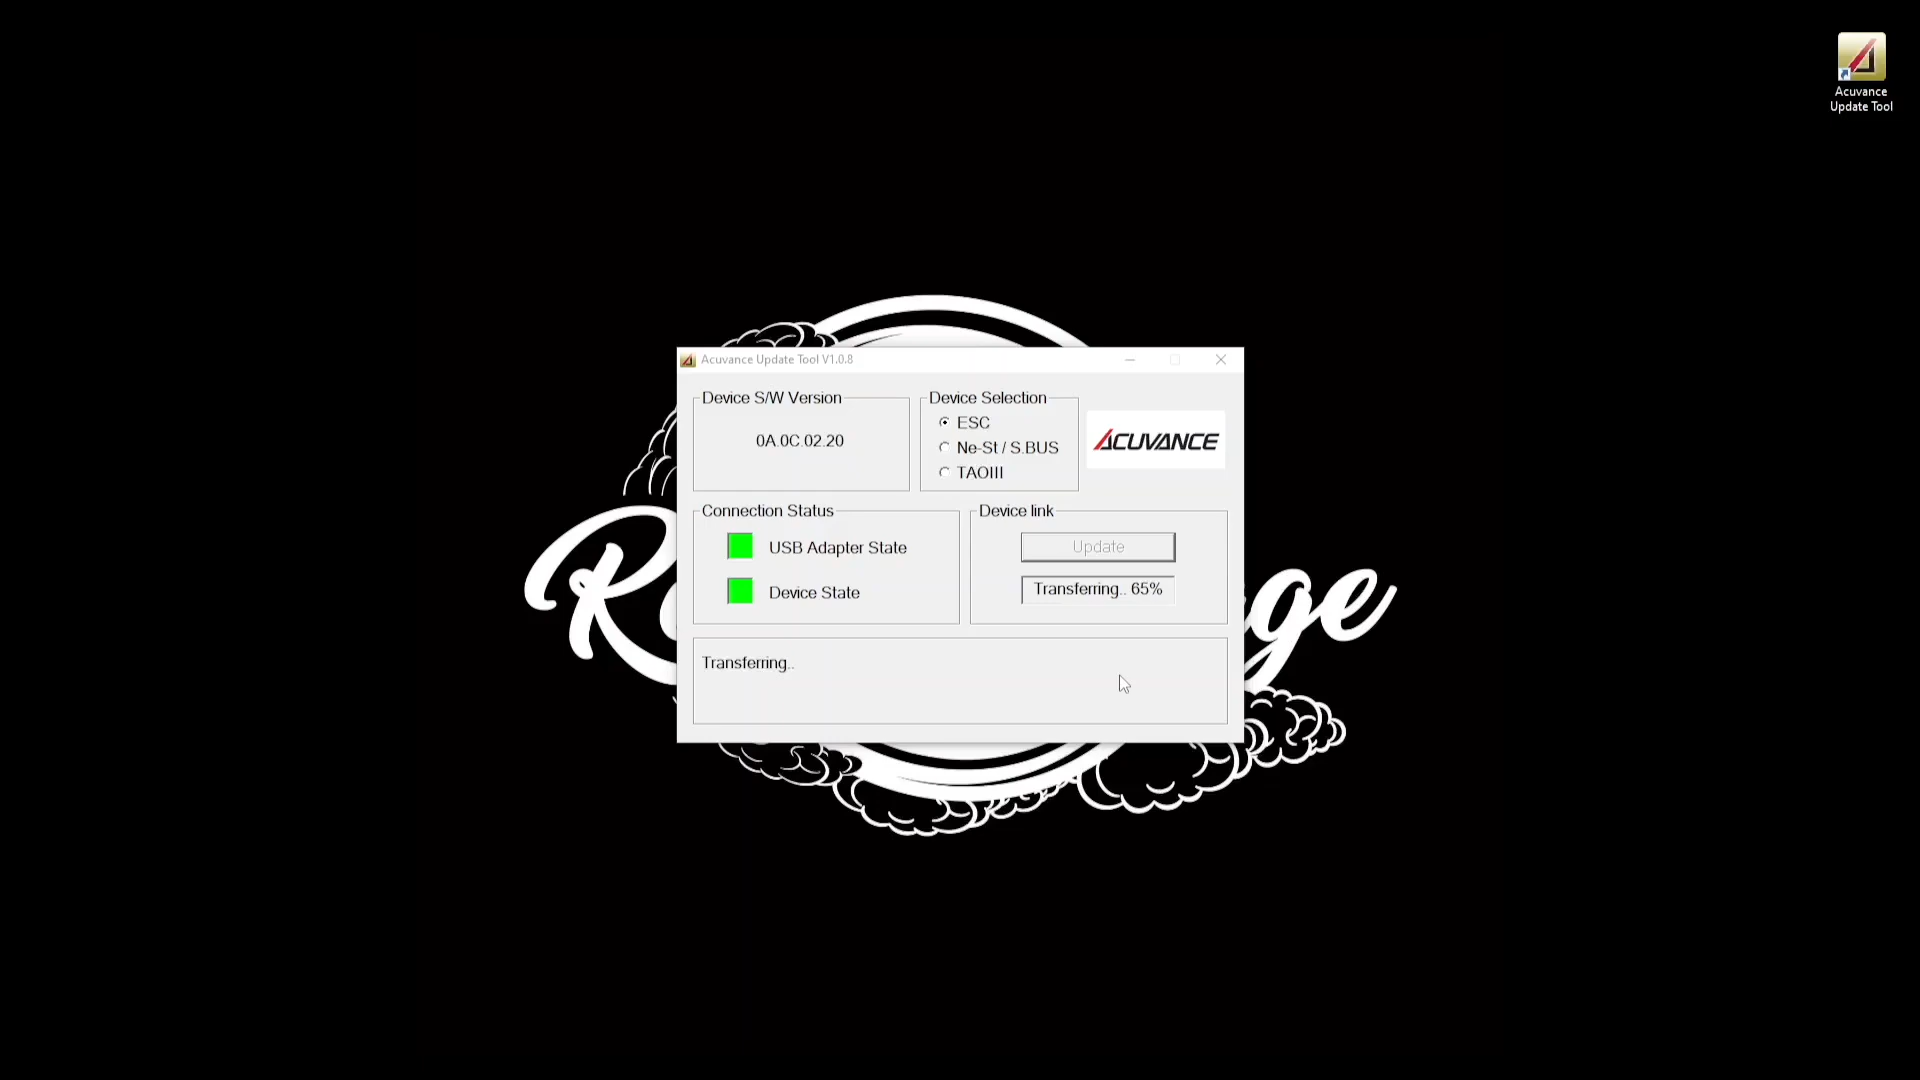 Acuvance
Update Tool
Acuvance Update Tool V1.0.8
Device S/W Version
0A.0C.02.20
Device Selection
ESC
Ne-St / S.BUS
TAOIII
ACUVANCE
Connection Status
USB Adapter State
Device State
Device link
Update
Transferring.. 65%
Transferring..
ge